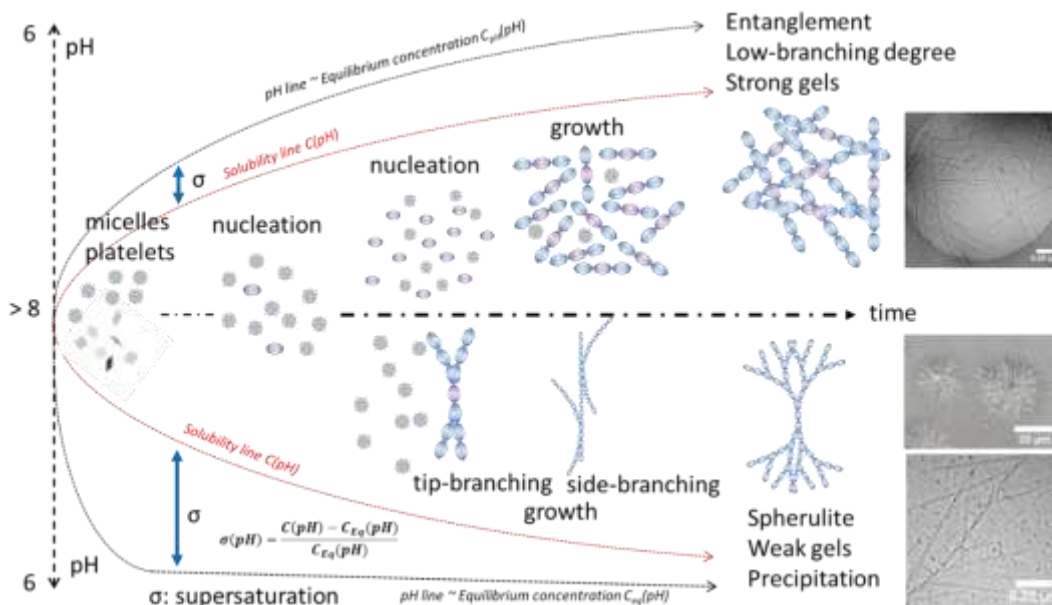 6
pH
pH line ~ Equilibrium concentration C_eq(pH)
Entanglement
Low-branching degree
Strong gels
Solubility line C(pH)
σ
growth
nucleation
micelles
platelets
nucleation
> 8
time
Solubility line C(pH)
tip-branching
side-branching
growth
σ
σ(pH) = C(pH) − C_Eq(pH) / C_Eq(pH)
Spherulite
Weak gels
Precipitation
pH
6
σ: supersaturation
pH line ~ Equilibrium concentration C_eq(pH)
20 µm